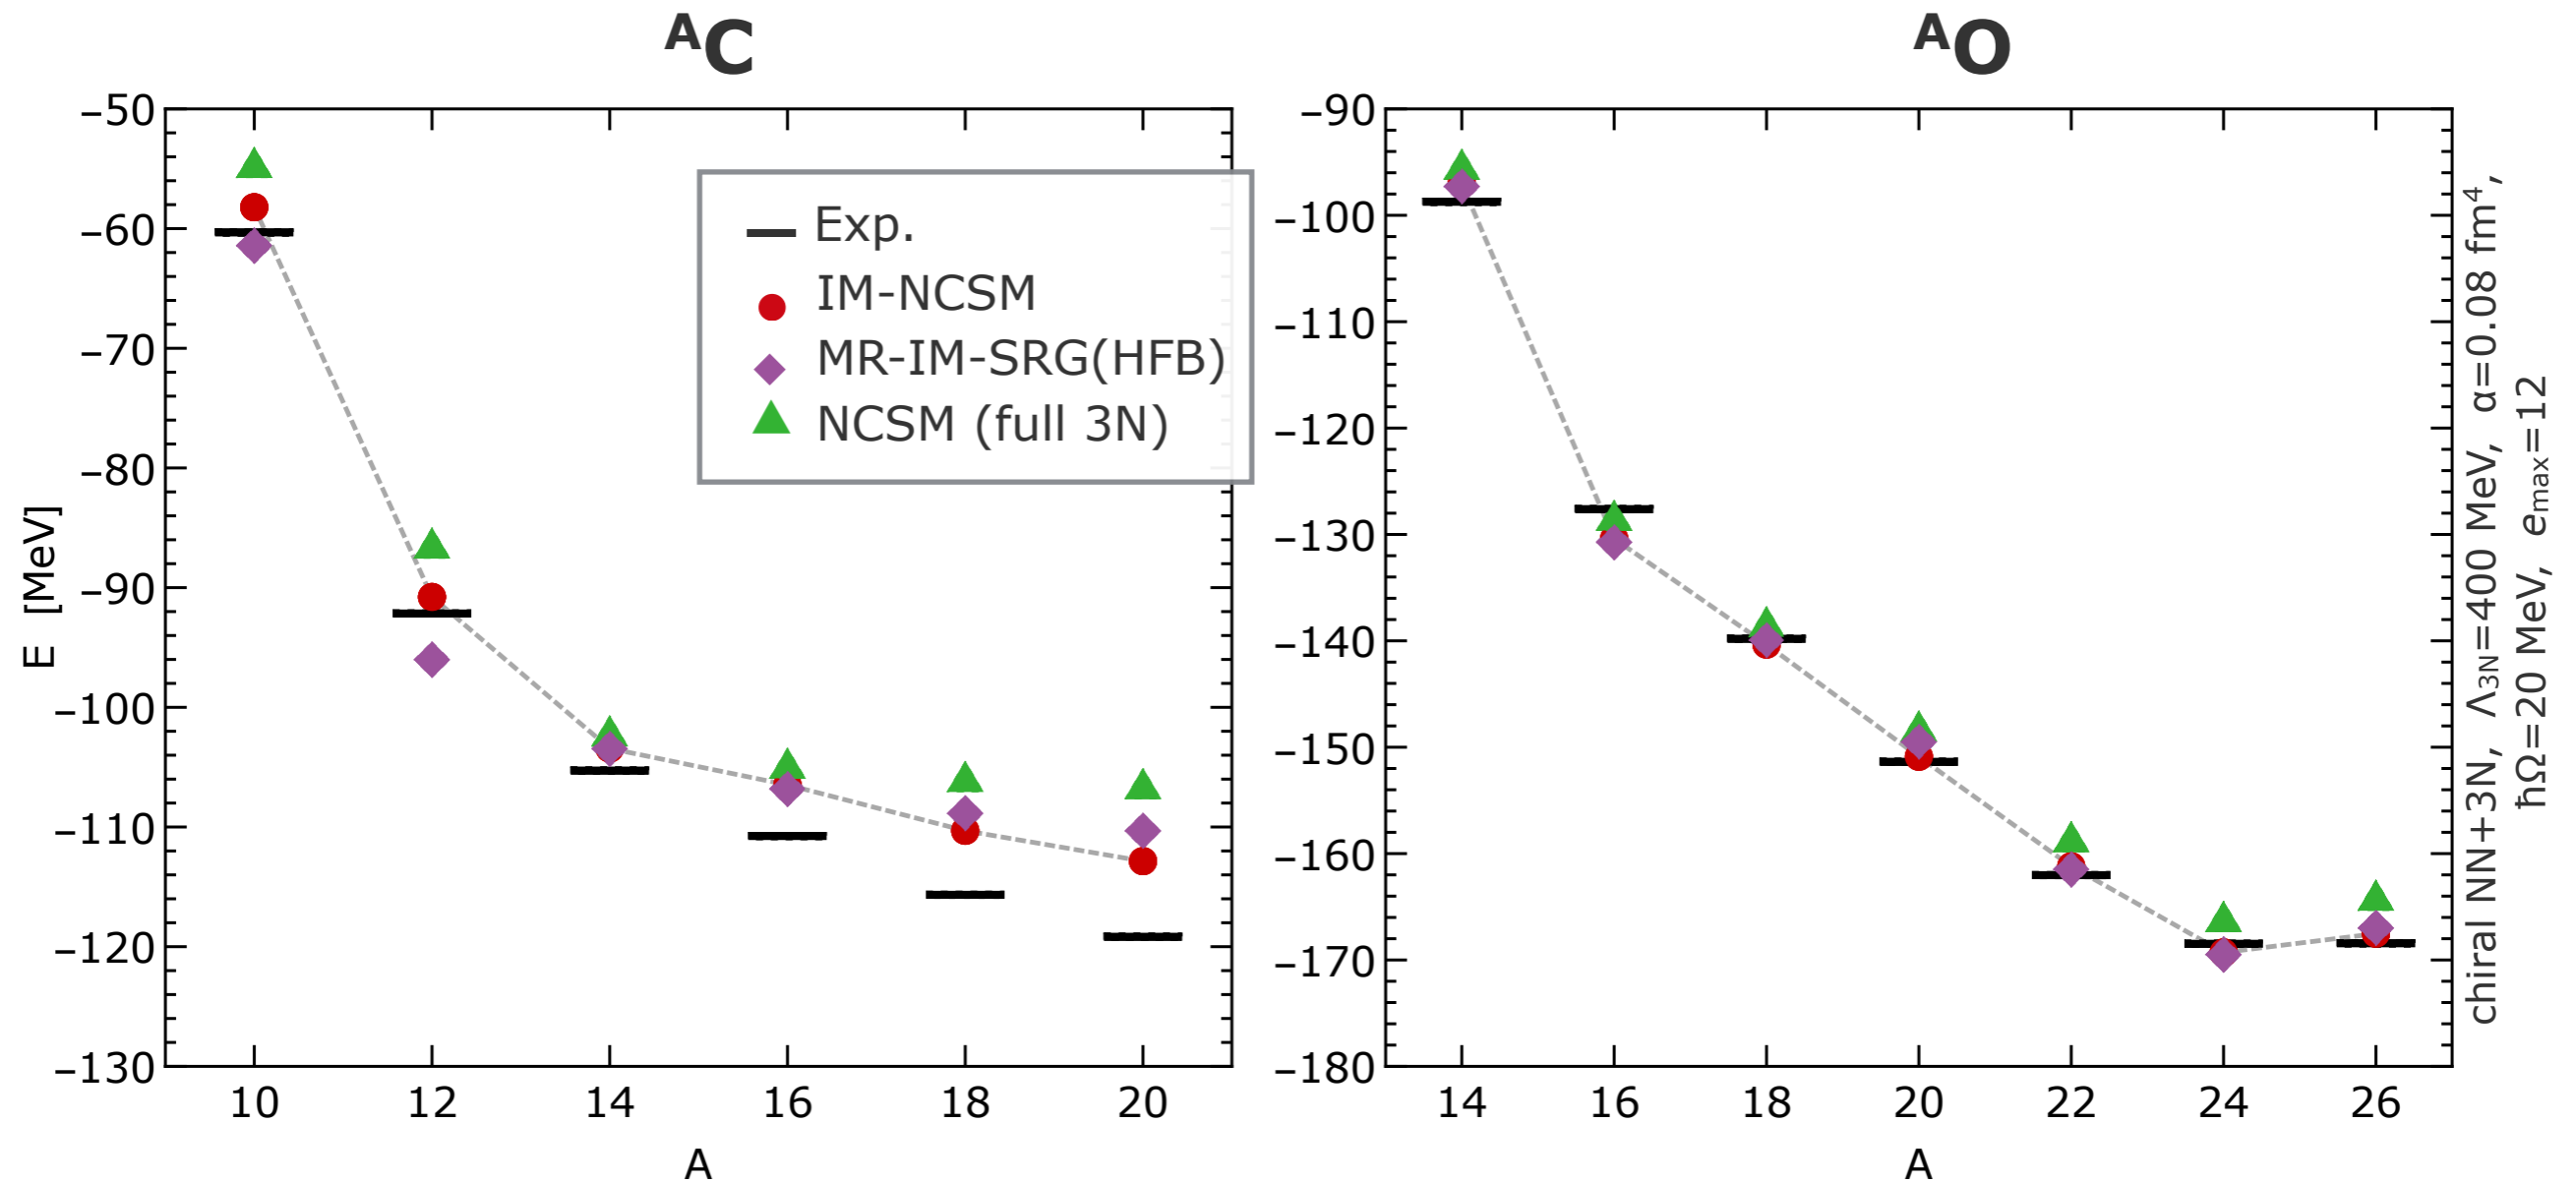 ᴬC
ᴬO
E [MeV]
–50
–60
–70
–80
–90
–100
–110
–120
–130
10 12 14 16 18 20
A
Exp.
IM-NCSM
MR-IM-SRG(HFB)
NCSM (full 3N)
–90
–100
–110
–120
–130
–140
–150
–160
–170
–180
14 16 18 20 22 24 26
A
chiral NN+3N, Λ₃N=400 MeV, α=0.08 fm⁴,
ħΩ=20 MeV, eₘₐₓ=12